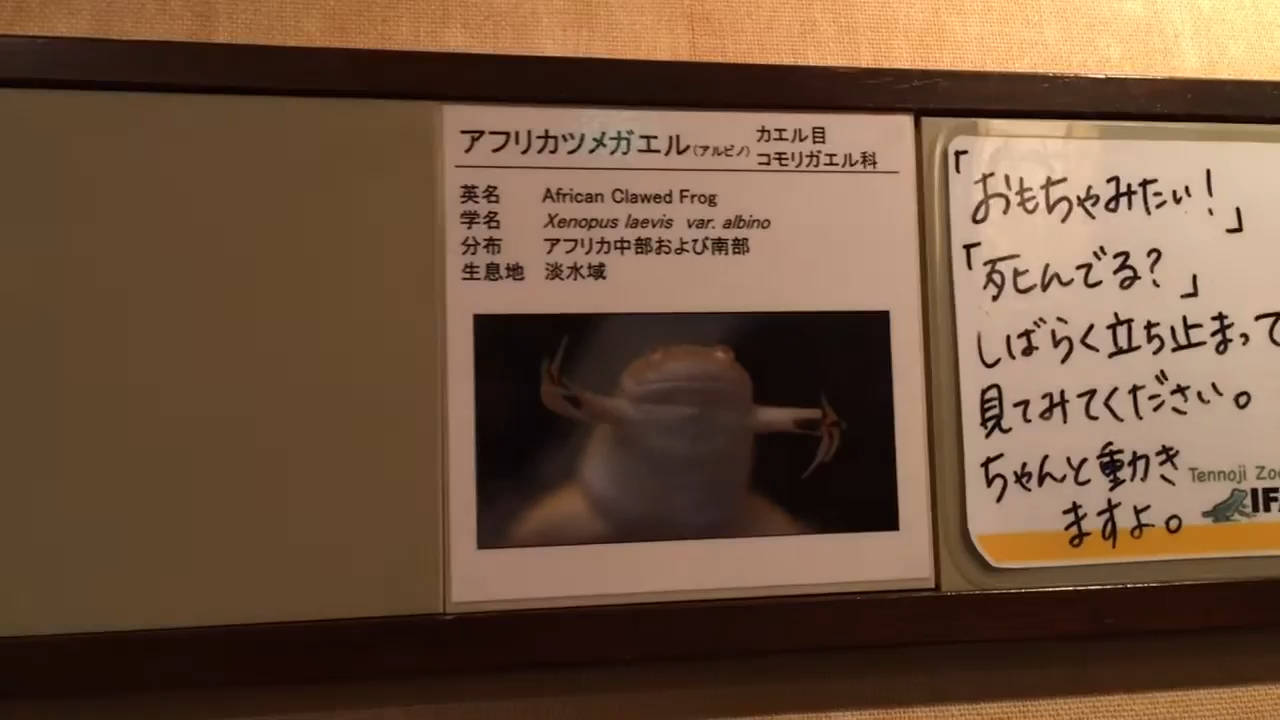 アフリカツメガエル(アルビノ) カエル目
コモリガエル科
英名 African Clawed Frog
学名 Xenopus laevis var. albino
分布 アフリカ中部および南部
生息地 淡水域
「おもちゃみたい!」
「死んでる?」
しばらく立ち止まって
見てみてください。
ちゃんと動き
ますよ。
Tennoji